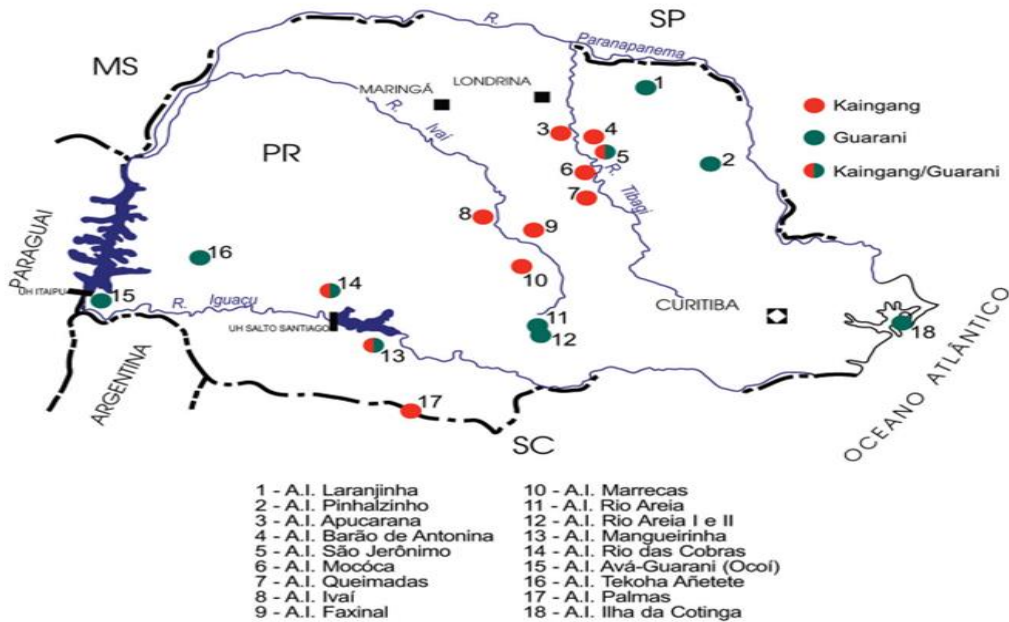 SP
R.
Paranapanema
MS
LONDRINA
MARINGÁ
1
R.
Ivaí
3
4
Kaingang
5
Guarani
PR
2
6
R. Tibagi
Kaingang/Guarani
7
8
9
16
10
PARAGUAI
14
UH ITAIPU
15
R. Iguaçu
CURITIBA
11
UH SALTO SANTIAGO
12
18
13
ARGENTINA
17
OCEANO ATLÂNTICO
SC
1 - A.I. Laranjinha
2 - A.I. Pinhalzinho
3 - A.I. Apucarana
4 - A.I. Barão de Antonina
5 - A.I. São Jerônimo
6 - A.I. Mocóca
7 - A.I. Queimadas
8 - A.I. Ivaí
9 - A.I. Faxinal
10 - A.I. Marrecas
11 - A.I. Rio Areia
12 - A.I. Rio Areia I e II
13 - A.I. Mangueirinha
14 - A.I. Rio das Cobras
15 - A.I. Avá-Guarani (Ocoí)
16 - A.I. Tekoha Añetete
17 - A.I. Palmas
18 - A.I. Ilha da Cotinga